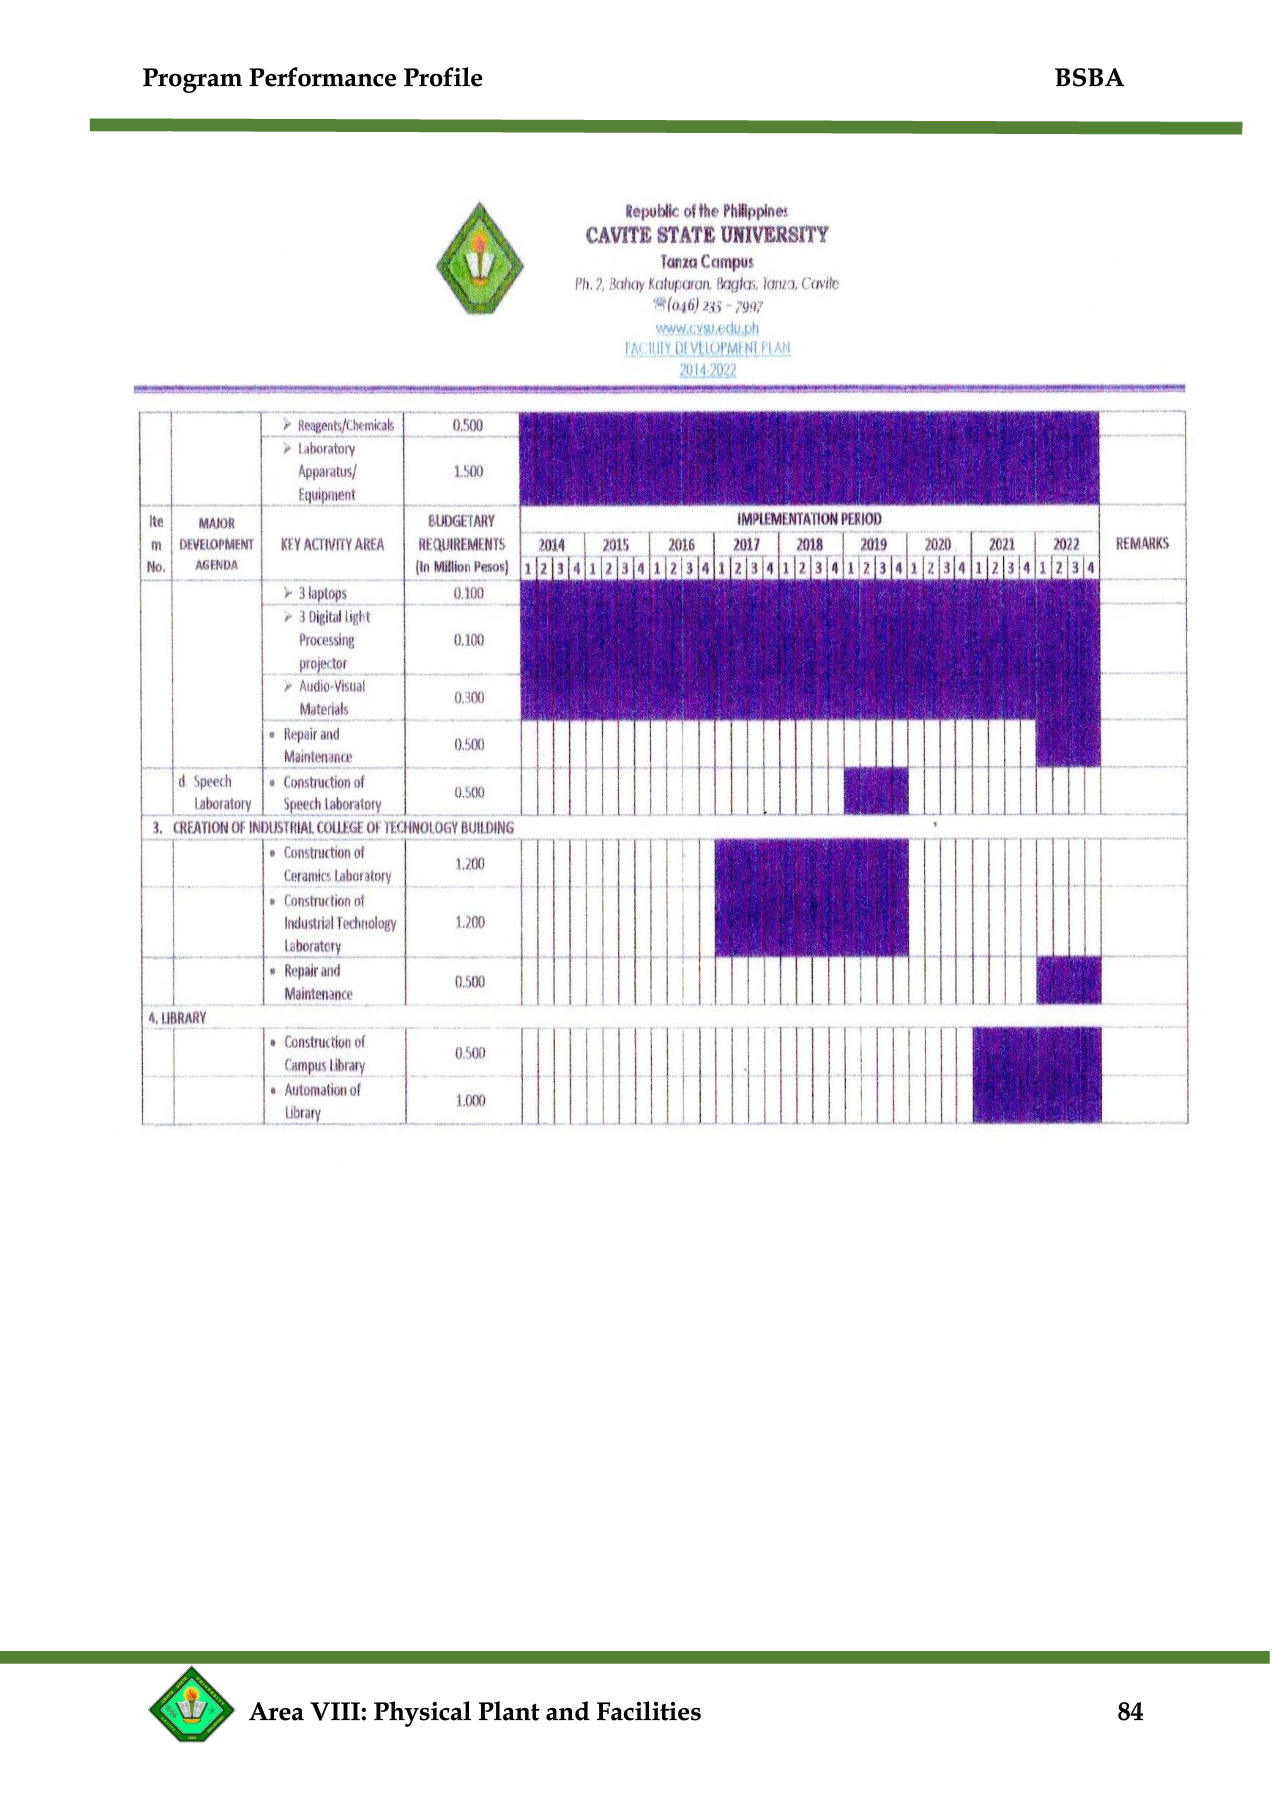 Program Performance Profile BSBA
Republic of the Philippines
CAVITE STATE UNIVERSITY
Tanza Campus
Ph. 2, Bahay Katuparan, Bagtas, Tanza, Cavite
☎(046) 235 - 7997
www.cvsu.edu.ph
FACILITY DEVELOPMENT PLAN
2014-2022
➢ Reagents/Chemicals 0.500
➢ Laboratory
Apparatus/ 1.500
Equipment
Ite MAJOR BUDGETARY IMPLEMENTATION PERIOD
m DEVELOPMENT KEY ACTIVITY AREA REQUIREMENTS 2014 2015 2016 2017 2018 2019 2020 2021 2022 REMARKS
No. AGENDA (In Million Pesos) 1 2 3 4 1 2 3 4 1 2 3 4 1 2 3 4 1 2 3 4 1 2 3 4 1 2 3 4 1 2 3 4 1 2 3 4
➢ 3 laptops 0.100
➢ 3 Digital Light
Processing 0.100
projector
➢ Audio-Visual 0.300
Materials
• Repair and 0.500
Maintenance
d. Speech • Construction of 0.500
Laboratory Speech Laboratory
3. CREATION OF INDUSTRIAL COLLEGE OF TECHNOLOGY BUILDING
• Construction of 1.200
Ceramics Laboratory
• Construction of
Industrial Technology 1.200
Laboratory
• Repair and 0.500
Maintenance
4. LIBRARY
• Construction of 0.500
Campus Library
• Automation of 1.000
Library
Area VIII: Physical Plant and Facilities 84